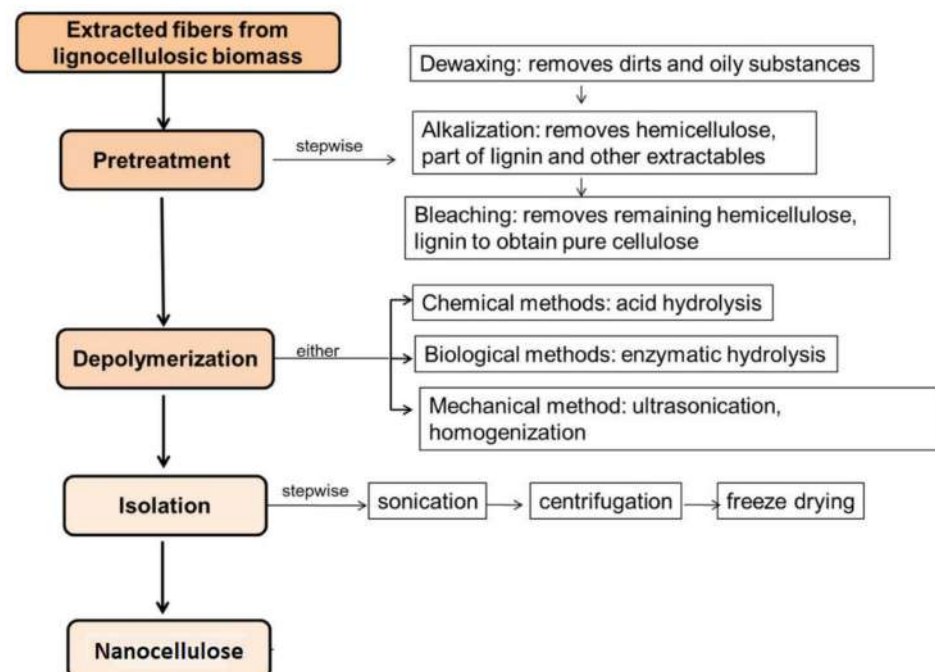 Extracted fibers from
lignocellulosic biomass
Dewaxing: removes dirts and oily substances
Pretreatment
stepwise
Alkalization: removes hemicellulose,
part of lignin and other extractables
Bleaching: removes remaining hemicellulose,
lignin to obtain pure cellulose
Depolymerization
either
Chemical methods: acid hydrolysis
Biological methods: enzymatic hydrolysis
Mechanical method: ultrasonication,
homogenization
Isolation
stepwise
sonication
centrifugation
freeze drying
Nanocellulose